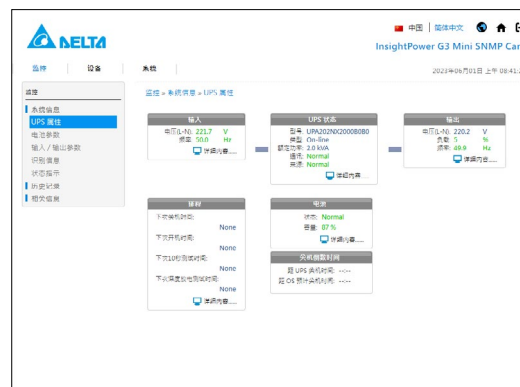 中国 | 简体中文
DELTA
InsightPower G3 Mini SNMP Car
监控 设备 系统
2023年06月01日 上午 08:41:2
监控
监控 » 系统信息 » UPS 属性
系统信息
UPS 属性
电池参数
输入 / 输出参数
识别信息
状态指示
历史记录
相关信息
输入
电压(L-N): 221.7 V
频率: 50.0 Hz
详细内容......
UPS 状态
型号: UPA202NX2000B0B0
类型: On-line
额定功率: 2.0 kVA
通讯: Normal
来源: Normal
详细内容......
输出
电压(L-N): 220.2 V
负载: 5 %
频率: 49.9 Hz
详细内容......
排程
下次关机时间:
None
下次开机时间:
None
下次10秒测试时间:
None
下次深度放电测试时间:
None
详细内容......
电池
状态: Normal
容量: 87 %
详细内容......
关机倒数时间
距 UPS 关机时间: --:--
距 OS 预计关机时间: --:--